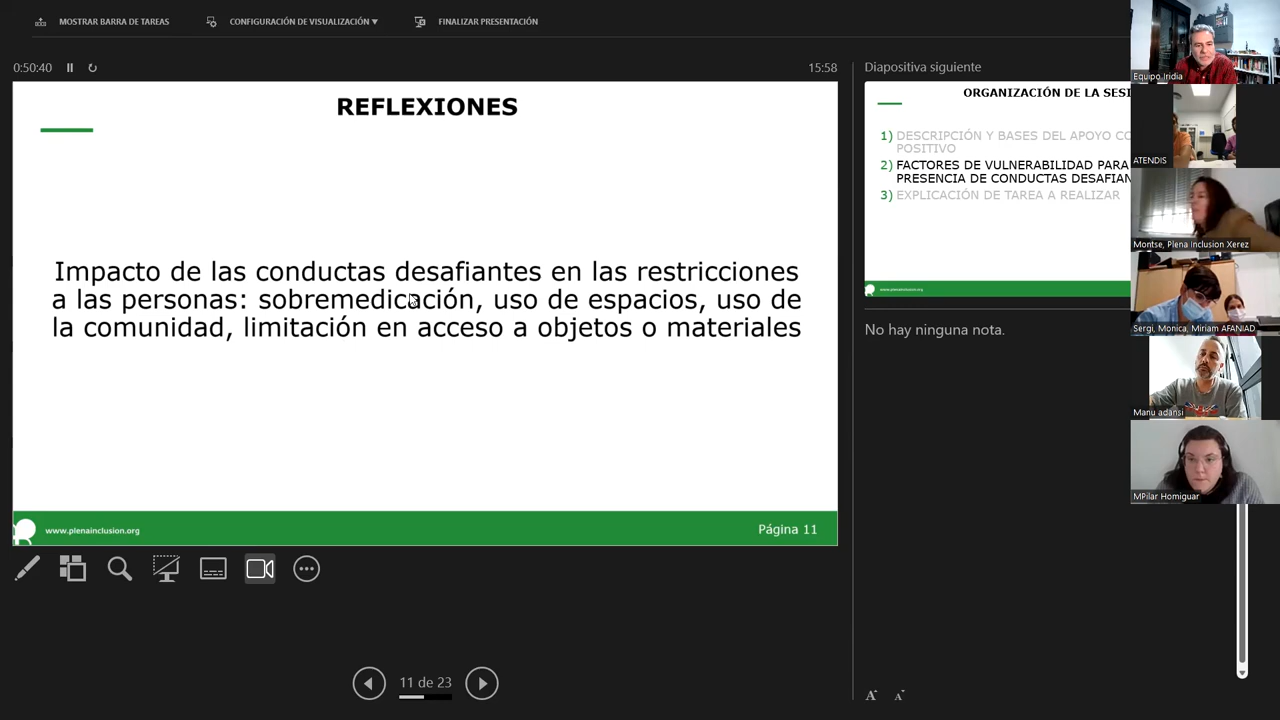 MOSTRAR BARRA DE TAREAS
CONFIGURACIÓN DE VISUALIZACIÓN ▼
FINALIZAR PRESENTACIÓN
0:50:40
15:58
REFLEXIONES
Impacto de las conductas desafiantes en las restricciones
a las personas: sobremedicación, uso de espacios, uso de
la comunidad, limitación en acceso a objetos o materiales
www.plenainclusion.org
Página 11
11 de 23
Diapositiva siguiente
ORGANIZACIÓN DE LA SESI
1) DESCRIPCIÓN Y BASES DEL APOYO CO
POSITIVO
2) FACTORES DE VULNERABILIDAD PARA
PRESENCIA DE CONDUCTAS DESAFIAN
3) EXPLICACIÓN DE TAREA A REALIZAR
www.plenainclusion.org
No hay ninguna nota.
A A
Equipo Iridia
ATENDIS
Montse, Plena Inclusion Xerez
Sergi, Monica, Miriam AFANIAD
Manu adansi
MPilar Homiguar